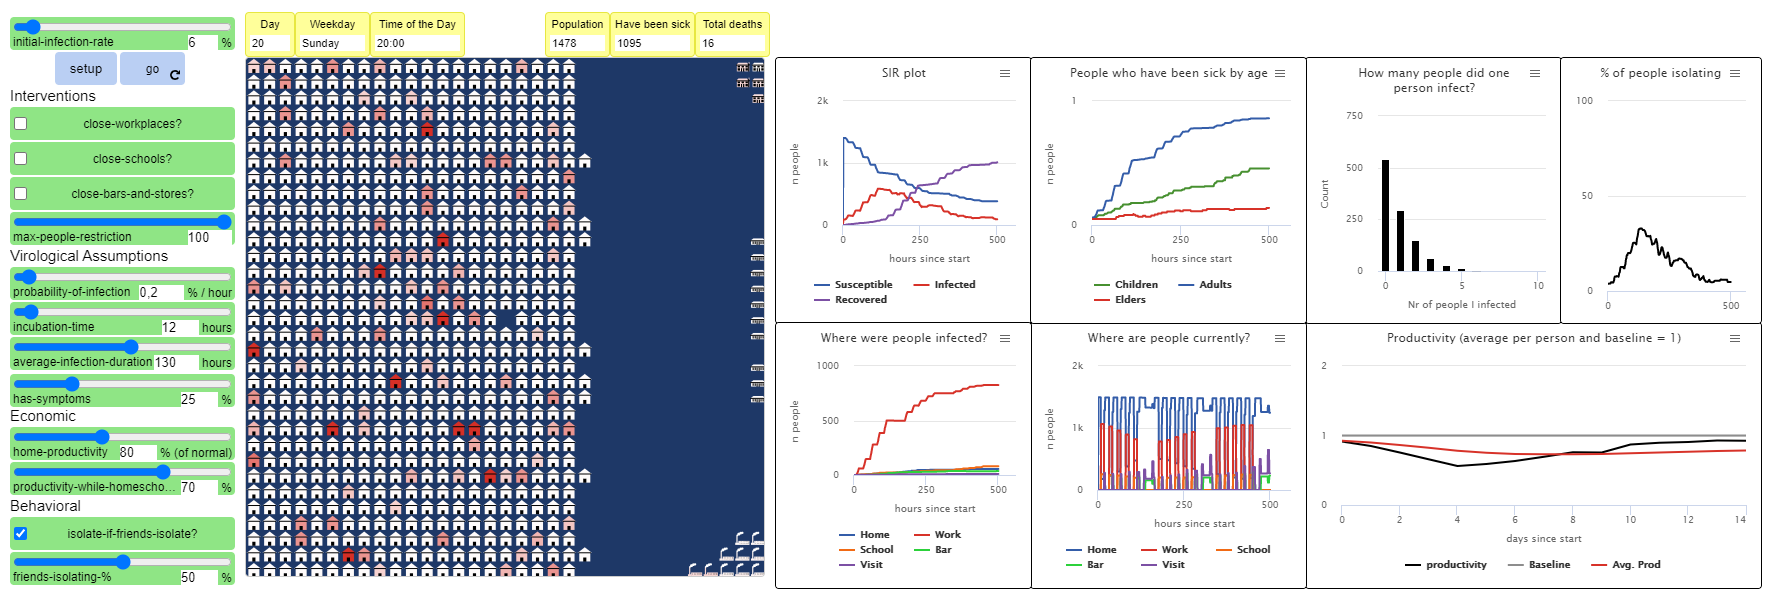 initial-infection-rate 6 %
setup go
Interventions
close-workplaces?
close-schools?
close-bars-and-stores?
max-people-restriction 100
Virological Assumptions
probability-of-infection 0,2 % / hour
incubation-time 12 hours
average-infection-duration 130 hours
has-symptoms 25 %
Economic
home-productivity 80 % (of normal)
productivity-while-homescho... 70 %
Behavioral
isolate-if-friends-isolate?
friends-isolating-% 50 %
Day Weekday Time of the Day Population Have been sick Total deaths
20 Sunday 20:00 1478 1095 16
SIR plot
2k
1k
0
n people
0 250 500
hours since start
Susceptible Infected
Recovered
People who have been sick by age
1
0
n people
0 250 500
hours since start
Children Adults
Elders
How many people did one
person infect?
750
500
250
0
Count
0 5 10
Nr of people I infected
% of people isolating
100
50
0
0 500
Where were people infected?
1000
500
0
n people
0 250 500
hours since start
Home Work
School Bar
Visit
Where are people currently?
2k
1k
0
n people
0 250 500
hours since start
Home Work School
Bar Visit
Productivity (average per person and baseline = 1)
2
1
0
0 2 4 6 8 10 12 14
days since start
productivity Baseline Avg. Prod